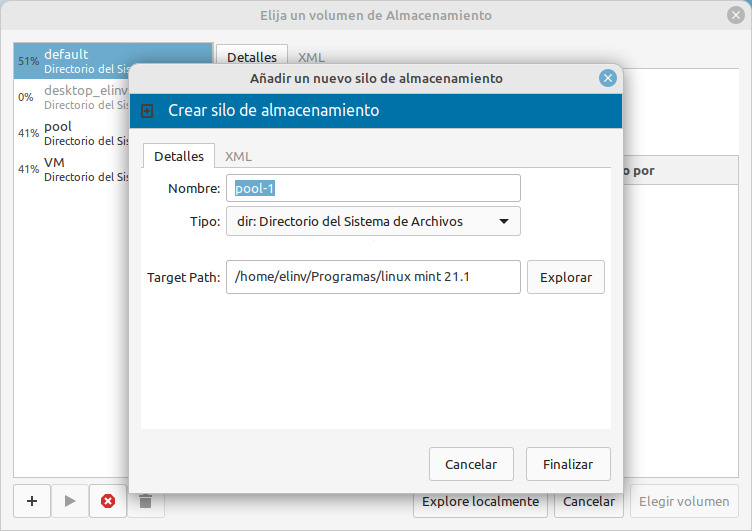 Elija un volumen de Almacenamiento
51% default
Directorio del Sis
0% desktop_elinv
Directorio del Sis
41% pool
Directorio del Sis
41% VM
Directorio del Sis
Detalles XML
o por
Añadir un nuevo silo de almacenamiento
Crear silo de almacenamiento
Detalles XML
Nombre: pool-1
Tipo: dir: Directorio del Sistema de Archivos
Target Path: /home/elinv/Programas/linux mint 21.1 Explorar
Cancelar Finalizar
Explore localmente Cancelar Elegir volumen